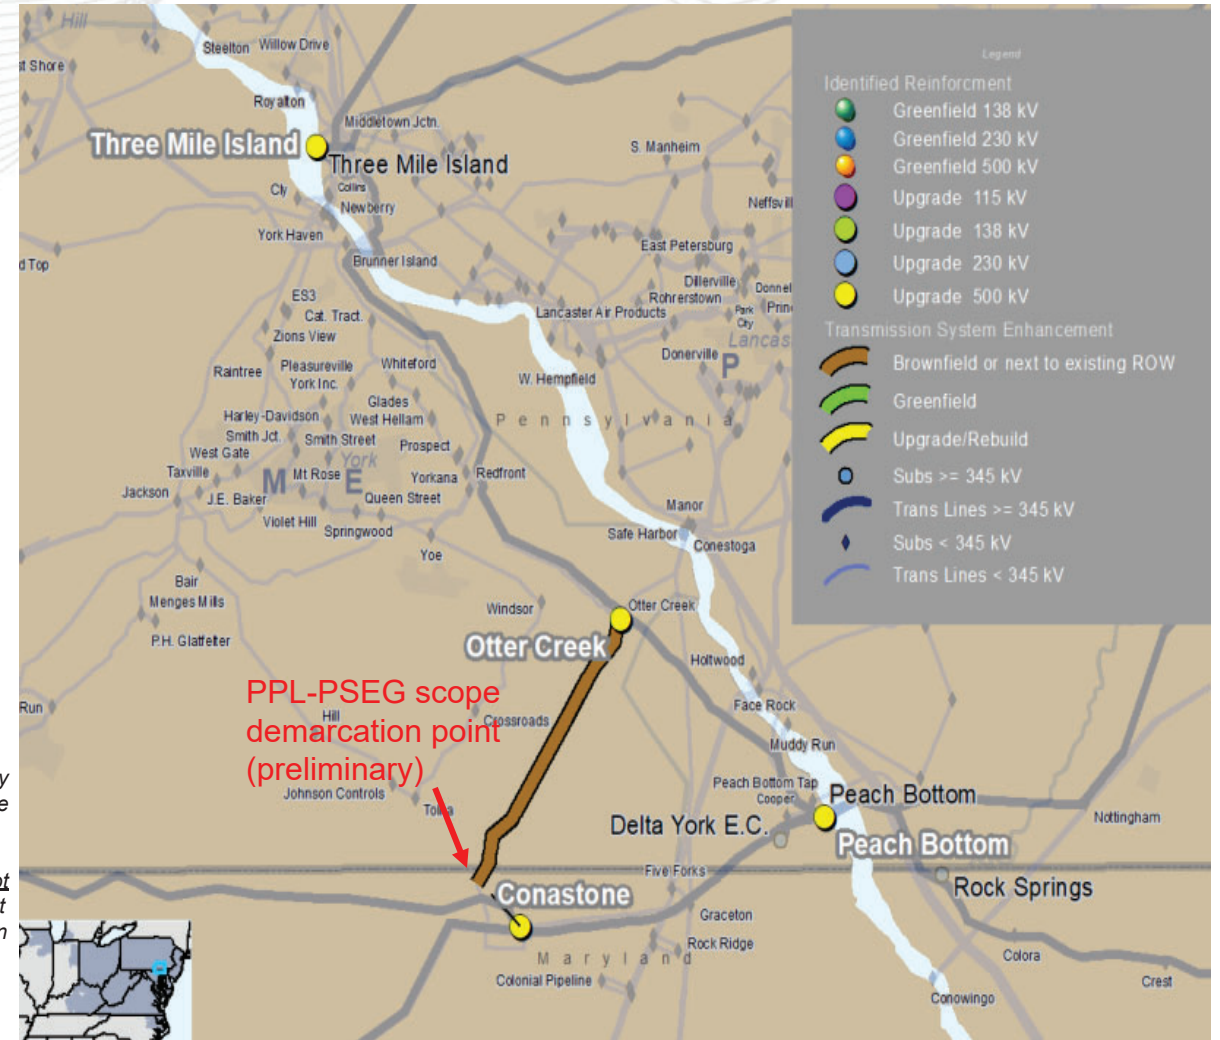 Hill
Steelton
Willow Drive
st Shore
Royalton
Middletown Jctn.
Three Mile Island
Three Mile Island
S. Manheim
Cly
Collins
Newberry
Neffsvil
York Haven
East Petersburg
d Top
Brunner Island
Dillerville
Donnel
ES3
Rohrerstown
Cat. Tract.
Lancaster Air Products
Park
City
Prin
Zions View
Lancas
Donerville
P
Raintree
Pleasureville
Whiteford
York Inc.
W. Hempfield
Glades
Harley-Davidson
West Hellam
Pennsylvania
Smith Jct.
Smith Street
Prospect
West Gate
York
Taxville
M
Mt Rose
E
Yorkana
Redfront
Jackson
J.E. Baker
Queen Street
Violet Hill
Springwood
Manor
Safe Harbor
Conestoga
Yoe
Bair
Menges Mills
Windsor
Otter Creek
P.H. Glatfelter
Otter Creek
Holtwood
PPL-PSEG scope
demarcation point
(preliminary)
Run
Hill
Crossroads
Face Rock
Muddy Run
Johnson Controls
Peach Bottom Tap
Cooper
Peach Bottom
Delta York E.C.
Nottingham
Peach Bottom
Five Forks
Conastone
Rock Springs
Graceton
Rock Ridge
Maryland
Colora
Colonial Pipeline
Crest
Conowingo
y
e
ot
t
n
Legend
Identified Reinforcment
Greenfield 138 kV
Greenfield 230 kV
Greenfield 500 kV
Upgrade 115 kV
Upgrade 138 kV
Upgrade 230 kV
Upgrade 500 kV
Transmission System Enhancement
Brownfield or next to existing ROW
Greenfield
Upgrade/Rebuild
Subs >= 345 kV
Trans Lines >= 345 kV
Subs < 345 kV
Trans Lines < 345 kV